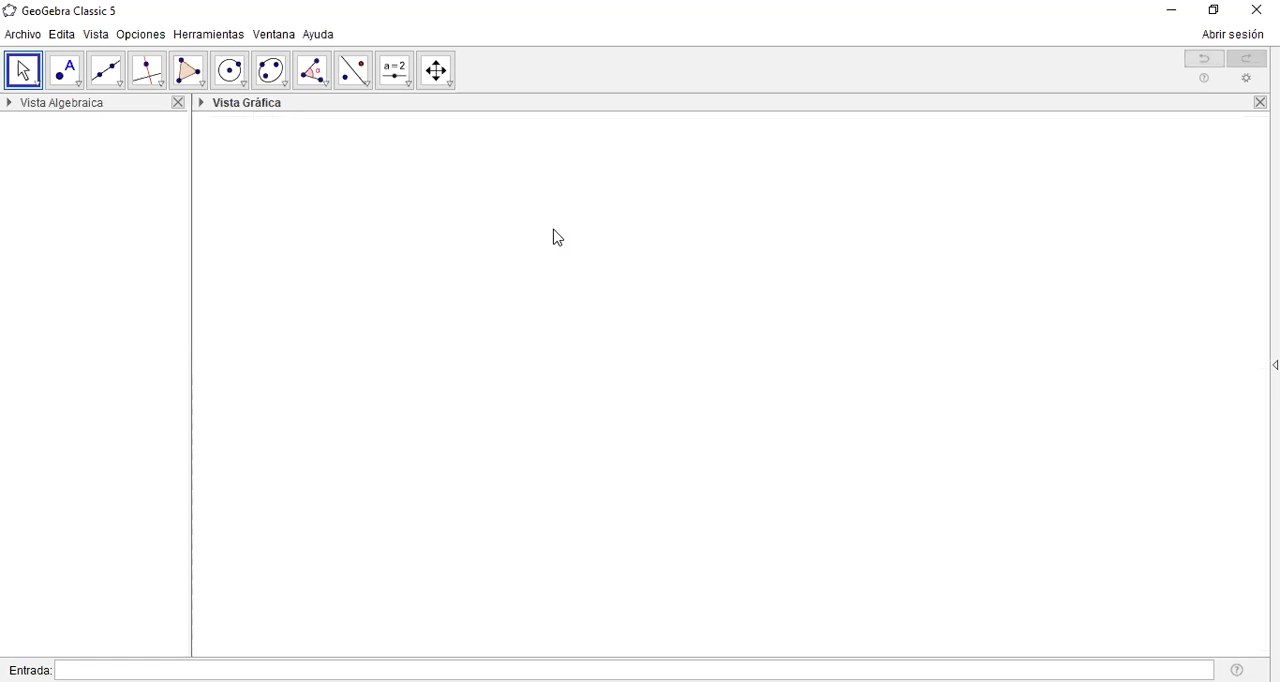 GeoGebra Classic 5
Archivo Edita Vista Opciones Herramientas Ventana Ayuda
Abrir sesión
A
α
a=2
Vista Algebraica
Vista Gráfica
Entrada: